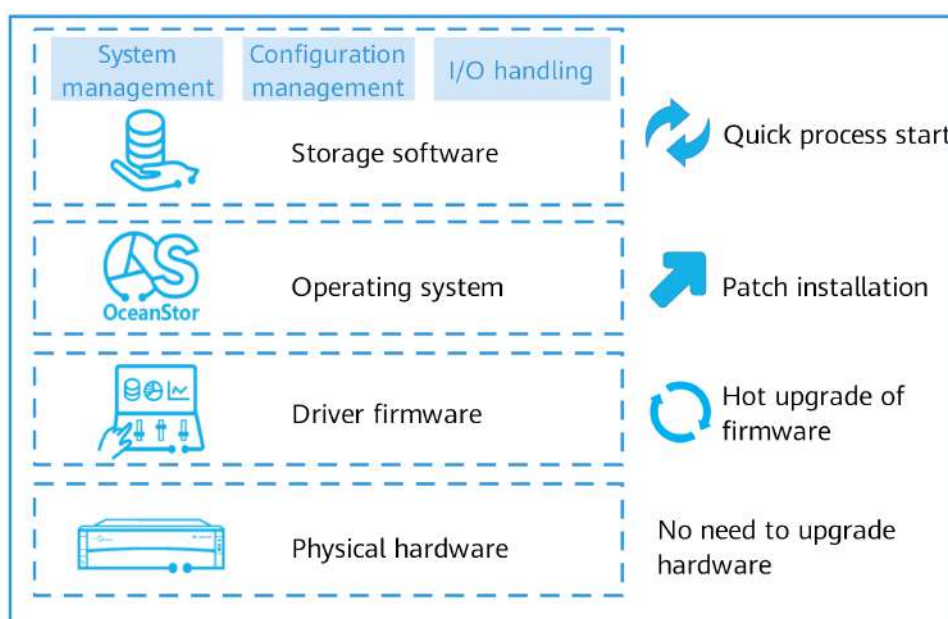 System
management
Configuration
management
I/O handling
Storage software
Quick process start
OceanStor
Operating system
Patch installation
Driver firmware
Hot upgrade of
firmware
Physical hardware
No need to upgrade
hardware